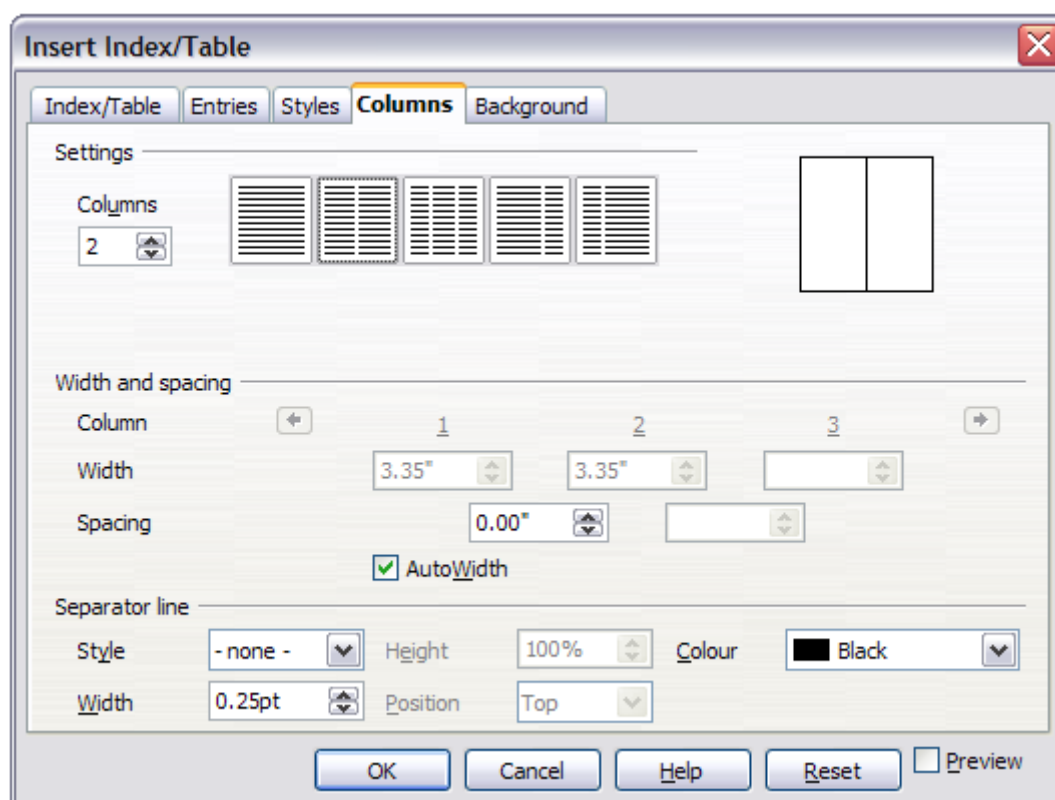 Insert Index/Table
Index/Table Entries Styles Columns Background
Settings
Columns
2
Width and spacing
Column 1 2 3
Width 3.35" 3.35"
Spacing 0.00"
AutoWidth
Separator line
Style - none - Height 100% Colour Black
Width 0.25pt Position Top
OK Cancel Help Reset Preview